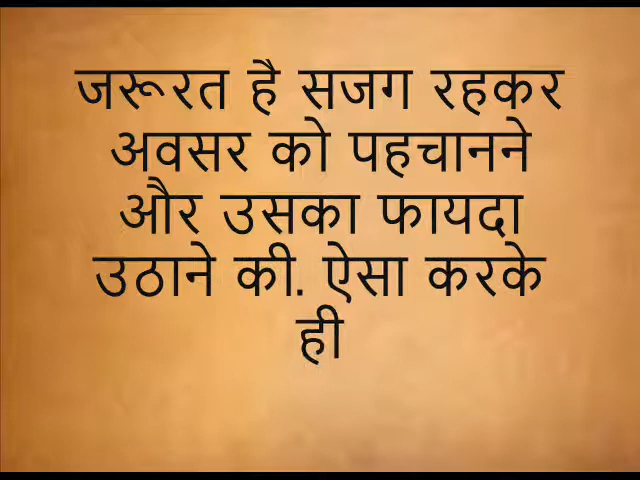 जरूरत है सजग रहकर
अवसर को पहचानने
और उसका फायदा
उठाने की. ऐसा करके
ही